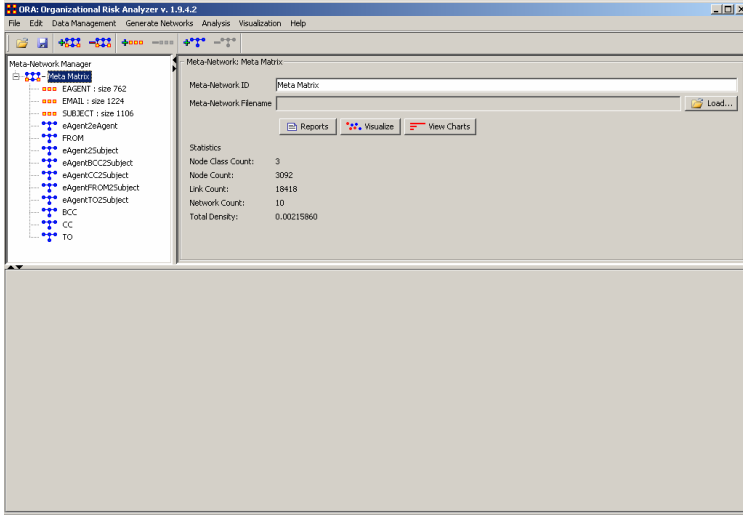 ORA: Organizational Risk Analyzer v. 1.9.4.2
File Edit Data Management Generate Networks Analysis Visualization Help
Meta-Network Manager
Meta Matrix
EAGENT : size 762
EMAIL : size 1224
SUBJECT : size 1106
eAgent2eAgent
FROM
eAgent2Subject
eAgentBCC2Subject
eAgentCC2Subject
eAgentFROM2Subject
eAgentTO2Subject
BCC
CC
TO
Meta-Network: Meta Matrix
Meta-Network ID Meta Matrix
Meta-Network Filename Load...
Reports Visualize View Charts
Statistics
Node Class Count: 3
Node Count: 3092
Link Count: 18418
Network Count: 10
Total Density: 0.00215860